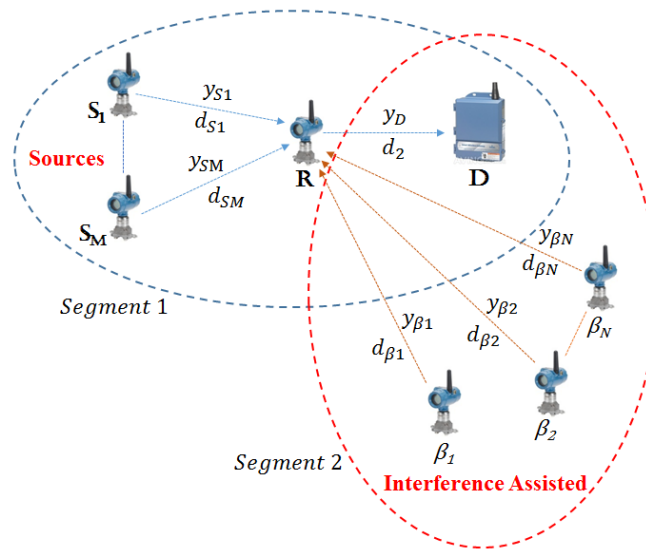 S₁
y_{S1}
d_{S1}
Sources
y_{SM}
d_{SM}
S_M
R
y_D
d_2
D
y_{βN}
d_{βN}
β_N
Segment 1
y_{β1}
d_{β1}
y_{β2}
d_{β2}
β_1
β_2
Segment 2
Interference Assisted